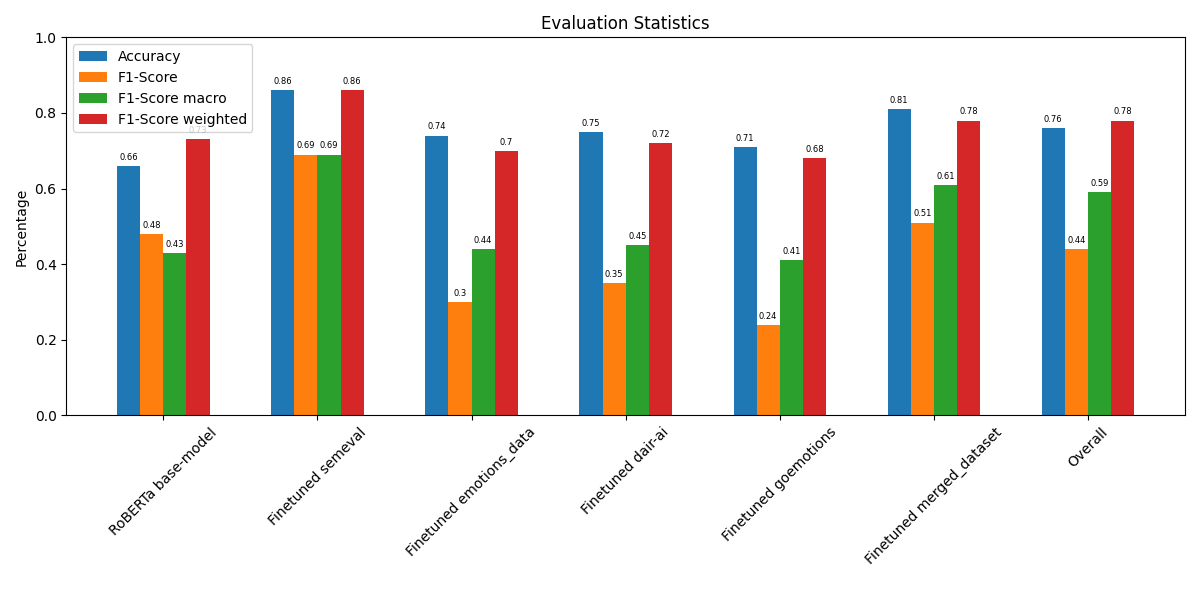 Evaluation Statistics
Percentage
1.0
0.8
0.6
0.4
0.2
0.0
Accuracy
F1-Score
F1-Score macro
F1-Score weighted
0.66
0.48
0.43
0.73
0.86
0.69
0.69
0.86
0.74
0.3
0.44
0.7
0.75
0.35
0.45
0.72
0.71
0.24
0.41
0.68
0.81
0.51
0.61
0.78
0.76
0.44
0.59
0.78
RoBERTa base-model
Finetuned semeval
Finetuned emotions_data
Finetuned dair-ai
Finetuned goemotions
Finetuned merged_dataset
Overall